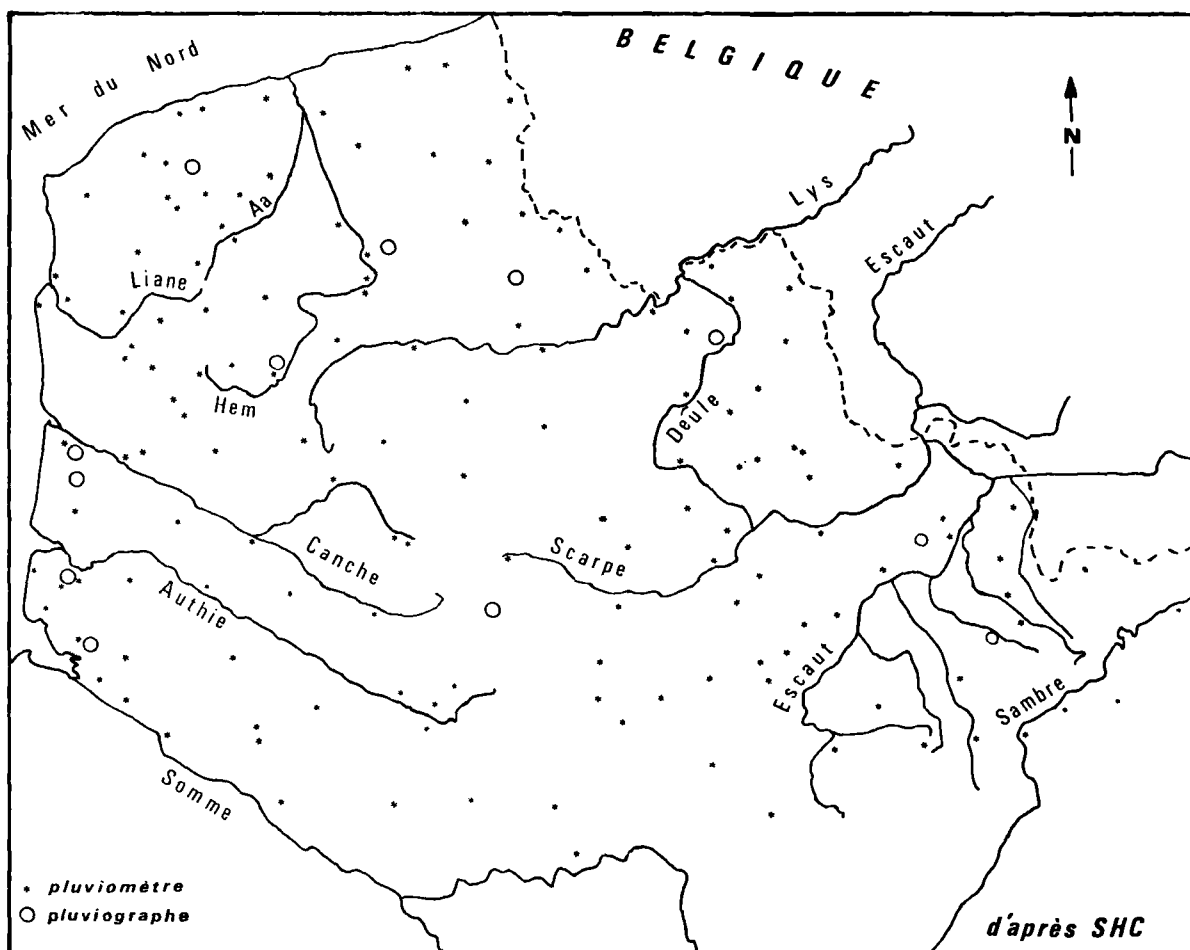 Mer du Nord
BELGIQUE
N
Lys
Escaut
Aa
Liane
Hem
Deule
Canche
Scarpe
Authie
Escaut
Sambre
Somme
* pluviomètre
pluviographe
d'après SHC